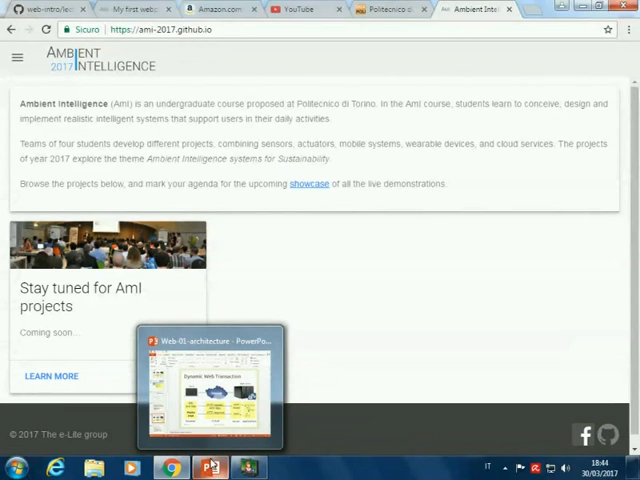 web-intro/le
My first web
Amazon.com
YouTube
Politecnico d
Ambient Inte
Sicuro https://ami-2017.github.io
AMBIENT
2017 INTELLIGENCE
Ambient Intelligence (AmI) is an undergraduate course proposed at Politecnico di Torino. In the AmI course, students learn to conceive, design and
implement realistic intelligent systems that support users in their daily activities.
Teams of four students develop different projects, combining sensors, actuators, mobile systems, wearable devices, and cloud services. The projects
of year 2017 explore the theme Ambient Intelligence systems for Sustainability.
Browse the projects below, and mark your agenda for the upcoming showcase of all the live demonstrations.
Stay tuned for AmI
projects
Coming soon...
LEARN MORE
Web-01-architecture - PowerPo...
Dynamic Web Transaction
© 2017 The e-Lite group
IT
18:44
30/03/2017